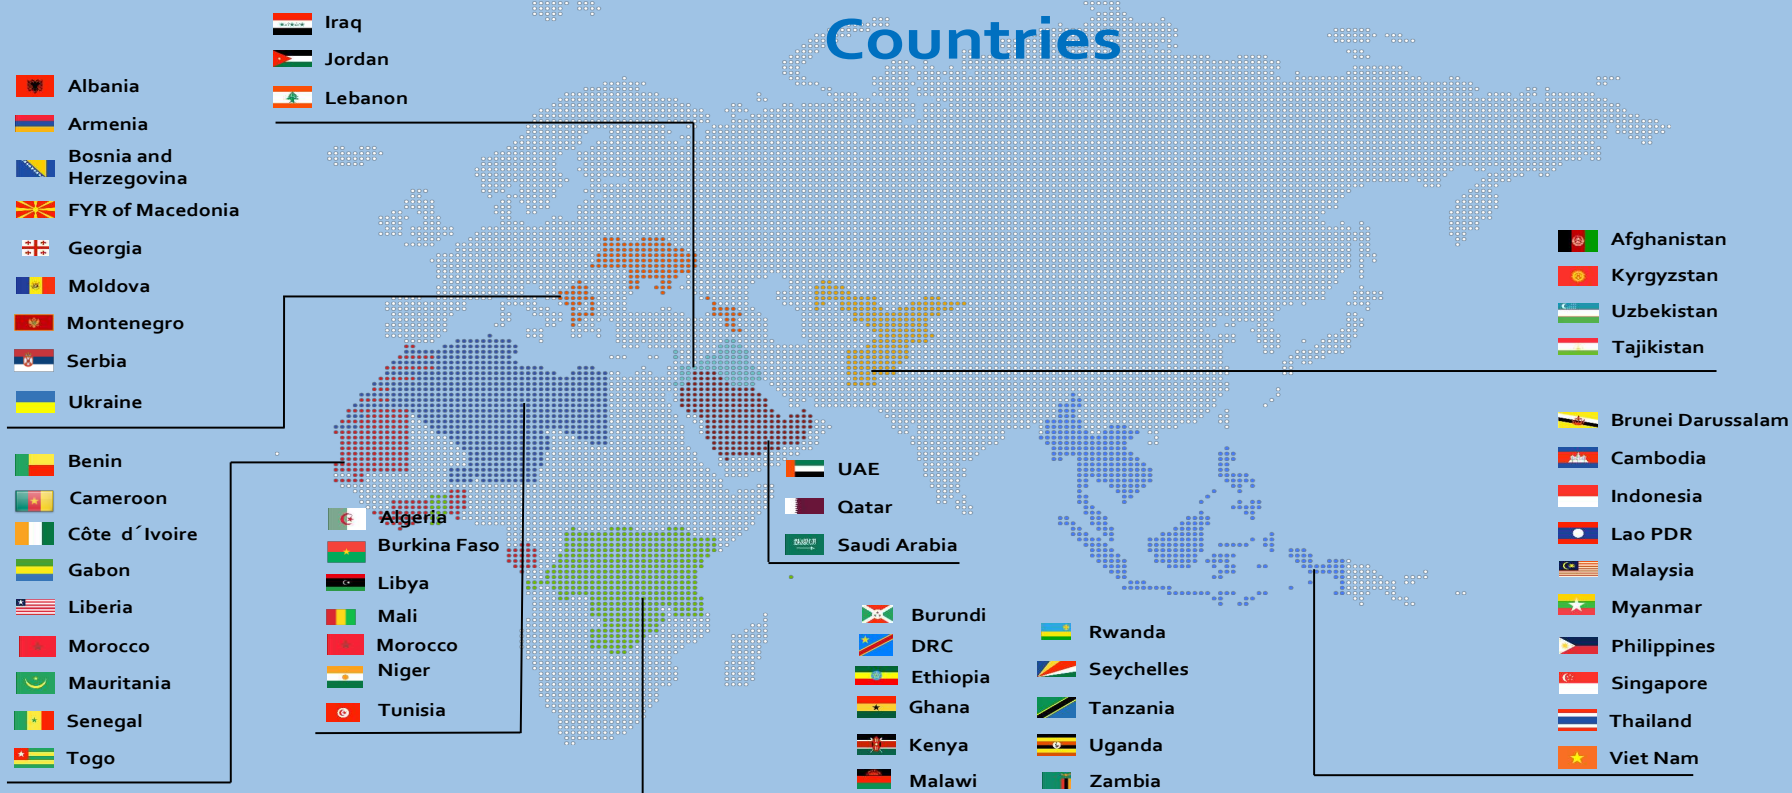 Countries
Iraq
Jordan
Lebanon
Albania
Armenia
Bosnia and
Herzegovina
FYR of Macedonia
Georgia
Moldova
Montenegro
Serbia
Ukraine
Benin
Cameroon
Côte d´Ivoire
Gabon
Liberia
Morocco
Mauritania
Senegal
Togo
Algeria
Burkina Faso
Libya
Mali
Morocco
Niger
Tunisia
UAE
Qatar
Saudi Arabia
Burundi
DRC
Ethiopia
Ghana
Kenya
Malawi
Rwanda
Seychelles
Tanzania
Uganda
Zambia
Afghanistan
Kyrgyzstan
Uzbekistan
Tajikistan
Brunei Darussalam
Cambodia
Indonesia
Lao PDR
Malaysia
Myanmar
Philippines
Singapore
Thailand
Viet Nam